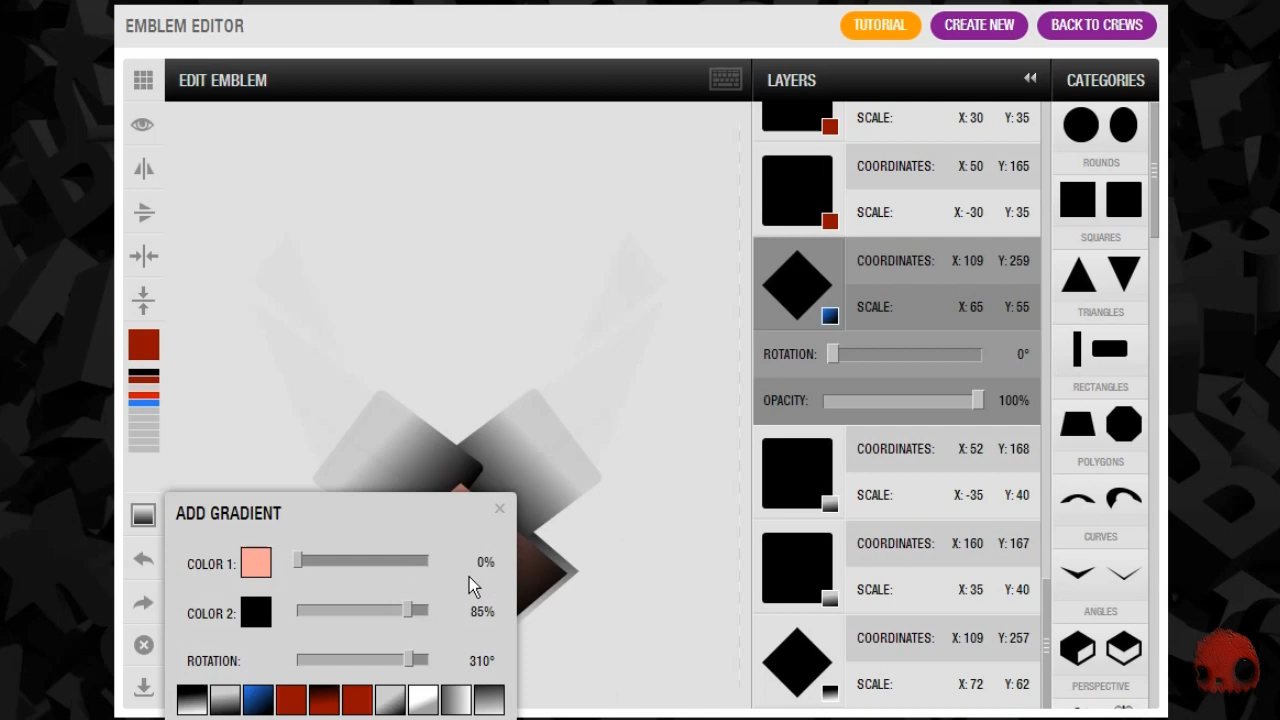 EMBLEM EDITOR
TUTORIAL
CREATE NEW
BACK TO CREWS
EDIT EMBLEM
LAYERS
CATEGORIES
SCALE: X: 30 Y: 35
COORDINATES: X: 50 Y: 165
SCALE: X: -30 Y: 35
COORDINATES: X: 109 Y: 259
SCALE: X: 65 Y: 55
ROTATION: 0°
OPACITY: 100%
COORDINATES: X: 52 Y: 168
SCALE: X: -35 Y: 40
COORDINATES: X: 160 Y: 167
SCALE: X: 35 Y: 40
COORDINATES: X: 109 Y: 257
SCALE: X: 72 Y: 62
ROUNDS
SQUARES
TRIANGLES
RECTANGLES
POLYGONS
CURVES
ANGLES
PERSPECTIVE
ADD GRADIENT
COLOR 1: 0%
COLOR 2: 85%
ROTATION: 310°